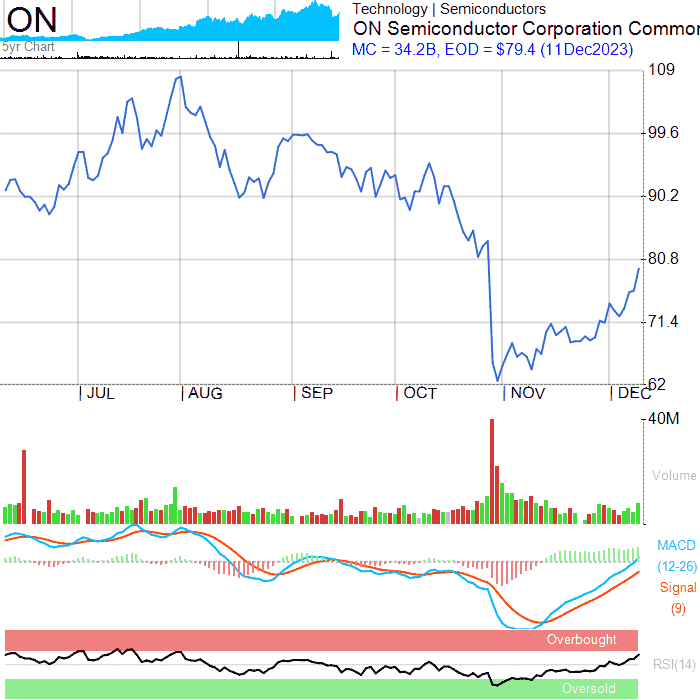 ON
5yr Chart
Technology | Semiconductors
ON Semiconductor Corporation Common
MC = 34.2B, EOD = $79.4 (11Dec2023)
109
99.6
90.2
80.8
71.4
62
JUL AUG SEP OCT NOV DEC
40M
Volume
MACD
(12-26)
Signal
(9)
Overbought
RSI(14)
Oversold